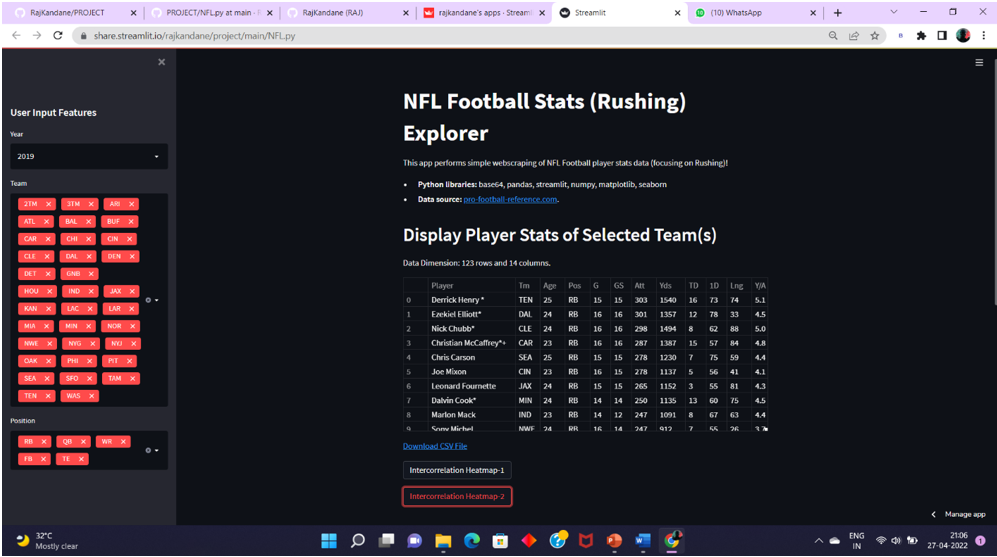 RajKandane/PROJECT
PROJECT/NFL.py at main · R
RajKandane (RAJ)
rajkandane's apps · Streaml
Streamlit
(10) WhatsApp
share.streamlit.io/rajkandane/project/main/NFL.py
User Input Features
Year
2019
Team
2TM 3TM ARI
ATL BAL BUF
CAR CHI CIN
CLE DAL DEN
DET GNB
HOU IND JAX
KAN LAC LAR
MIA MIN NOR
NWE NYG NYJ
OAK PHI PIT
SEA SFO TAM
TEN WAS
Position
RB QB WR
FB TE
NFL Football Stats (Rushing)
Explorer
This app performs simple webscraping of NFL Football player stats data (focusing on Rushing)!
• Python libraries: base64, pandas, streamlit, numpy, matplotlib, seaborn
• Data source: pro-football-reference.com.
Display Player Stats of Selected Team(s)
Data Dimension: 123 rows and 14 columns.
Player Tm Age Pos G GS Att Yds TD 1D Lng Y/A
0 Derrick Henry * TEN 25 RB 15 15 303 1540 16 73 74 5.1
1 Ezekiel Elliott* DAL 24 RB 16 16 301 1357 12 78 33 4.5
2 Nick Chubb* CLE 24 RB 16 16 298 1494 8 62 88 5.0
3 Christian McCaffrey*+ CAR 23 RB 16 16 287 1387 15 57 84 4.8
4 Chris Carson SEA 25 RB 15 15 278 1230 7 75 59 4.4
5 Joe Mixon CIN 23 RB 16 15 278 1137 5 56 41 4.1
6 Leonard Fournette JAX 24 RB 15 15 265 1152 3 55 81 4.3
7 Dalvin Cook* MIN 24 RB 14 14 250 1135 13 60 75 4.5
8 Marlon Mack IND 23 RB 14 12 247 1091 8 67 63 4.4
9 Sony Michel NWE 24 RB 16 14 247 912 7 55 26 3.7
Download CSV File
Intercorrelation Heatmap-1
Intercorrelation Heatmap-2
Manage app
32°C
Mostly clear
ENG
IN
21:06
27-04-2022
1